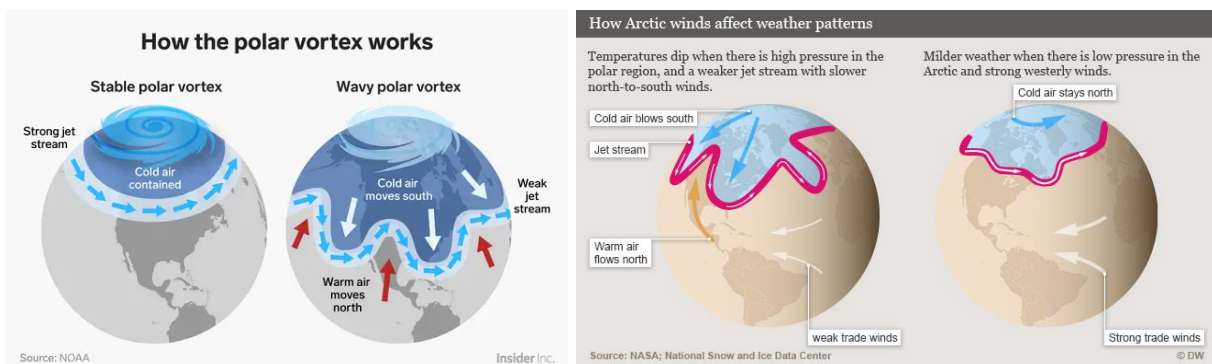 How the polar vortex works
Stable polar vortex
Strong jet
stream
Cold air
contained
Wavy polar vortex
Cold air
moves south
Weak
jet
stream
Warm air
moves
north
Source: NOAA
Insider Inc.
How Arctic winds affect weather patterns
Temperatures dip when there is high pressure in the
polar region, and a weaker jet stream with slower
north-to-south winds.
Cold air blows south
Jet stream
Warm air
flows north
weak trade winds
Milder weather when there is low pressure in the
Arctic and strong westerly winds.
Cold air stays north
Strong trade winds
Source: NASA; National Snow and Ice Data Center
© DW